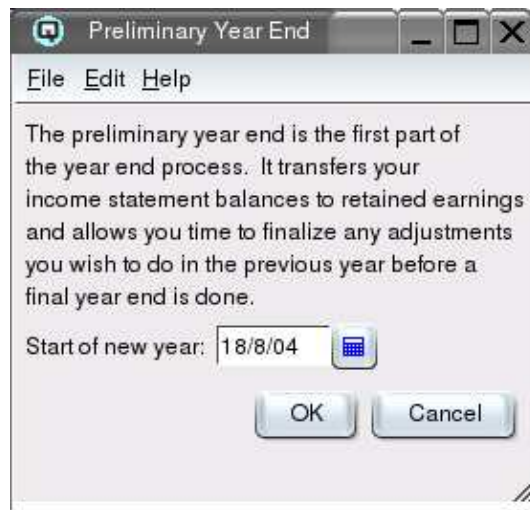 Preliminary Year End
File Edit Help
The preliminary year end is the first part of
the year end process. It transfers your
income statement balances to retained earnings
and allows you time to finalize any adjustments
you wish to do in the previous year before a
final year end is done.
Start of new year: 18/8/04
OK Cancel